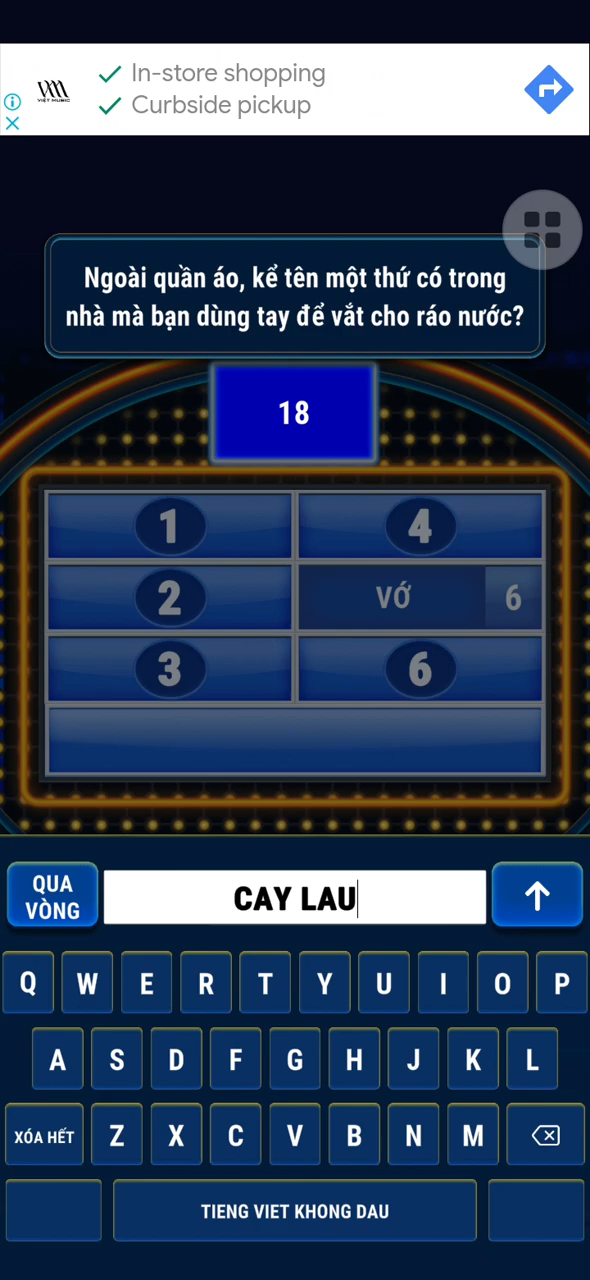 In-store shopping
VIỆT MUSIC
Curbside pickup
Ngoài quần áo, kể tên một thứ có trong
nhà mà bạn dùng tay để vắt cho ráo nước?
18
1
4
2
VỚ 6
3
6
QUA
VÒNG
CAY LAU
Q W E R T Y U I O P
A S D F G H J K L
XÓA HẾT Z X C V B N M
TIENG VIET KHONG DAU